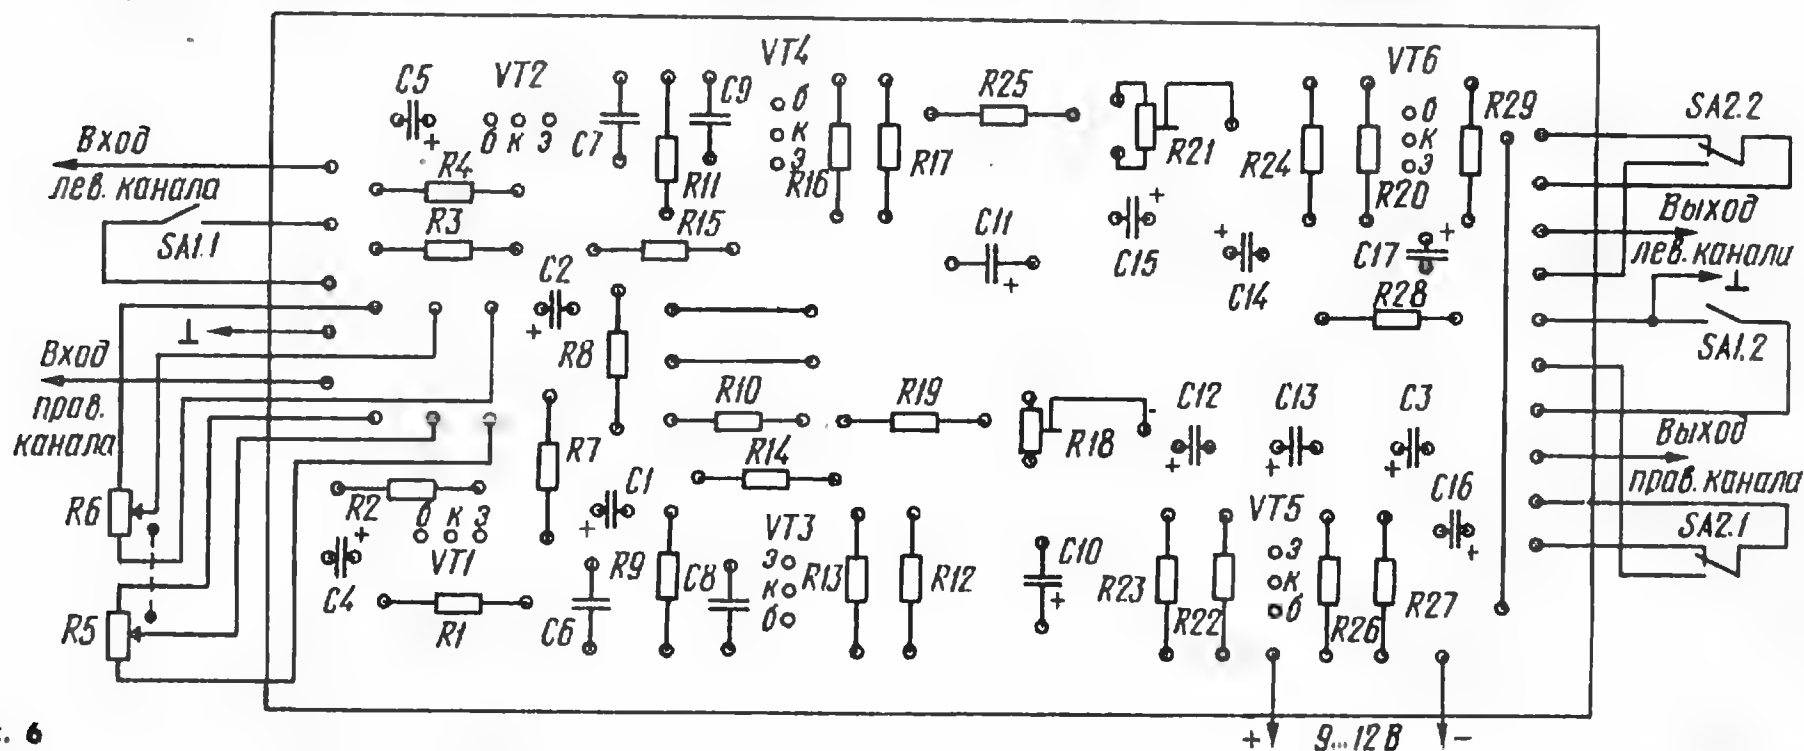 C5
VT2
C7
C9
VT4
R25
VT6
R29
SA2.2
б к э
R11
б
к
э
R16
R17
R21
R24
R20
б
к
э
Вход
лев. канала
R4
R3
SA1.1
R15
C11
+
C15
+
C14
+
C17
+
Выход
лев. канала
⊥
C2
+
R8
R28
SA1.2
⊥
Вход
прав.
канала
R10
R19
R18
C12
+
C13
+
C3
+
Выход
прав. канала
R7
R14
R6
R2
б к э
VT1
C1
+
VT3
э
к
б
C10
+
VT5
э
к
б
C16
+
SA2.1
C4
+
R5
R1
C6
R9
C8
R13
R12
R23
R22
R26
R27
+ 9...12 В −
. 6